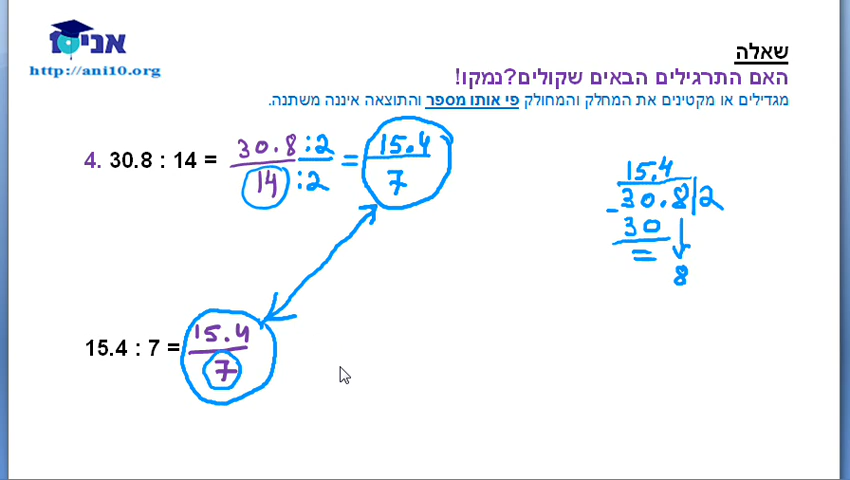 אני10
http://ani10.org
שאלה
האם התרגילים הבאים שקולים?נמקו!
מגדילים או מקטינים את המחלק והמחולק פי אותו מספר והתוצאה איננה משתנה.
4. 30.8 : 14 = 30.8 :2 / 14 :2 = 15.4 / 7
15.4
- 30.8|2
30
=
8
15.4 : 7 = 15.4 / 7